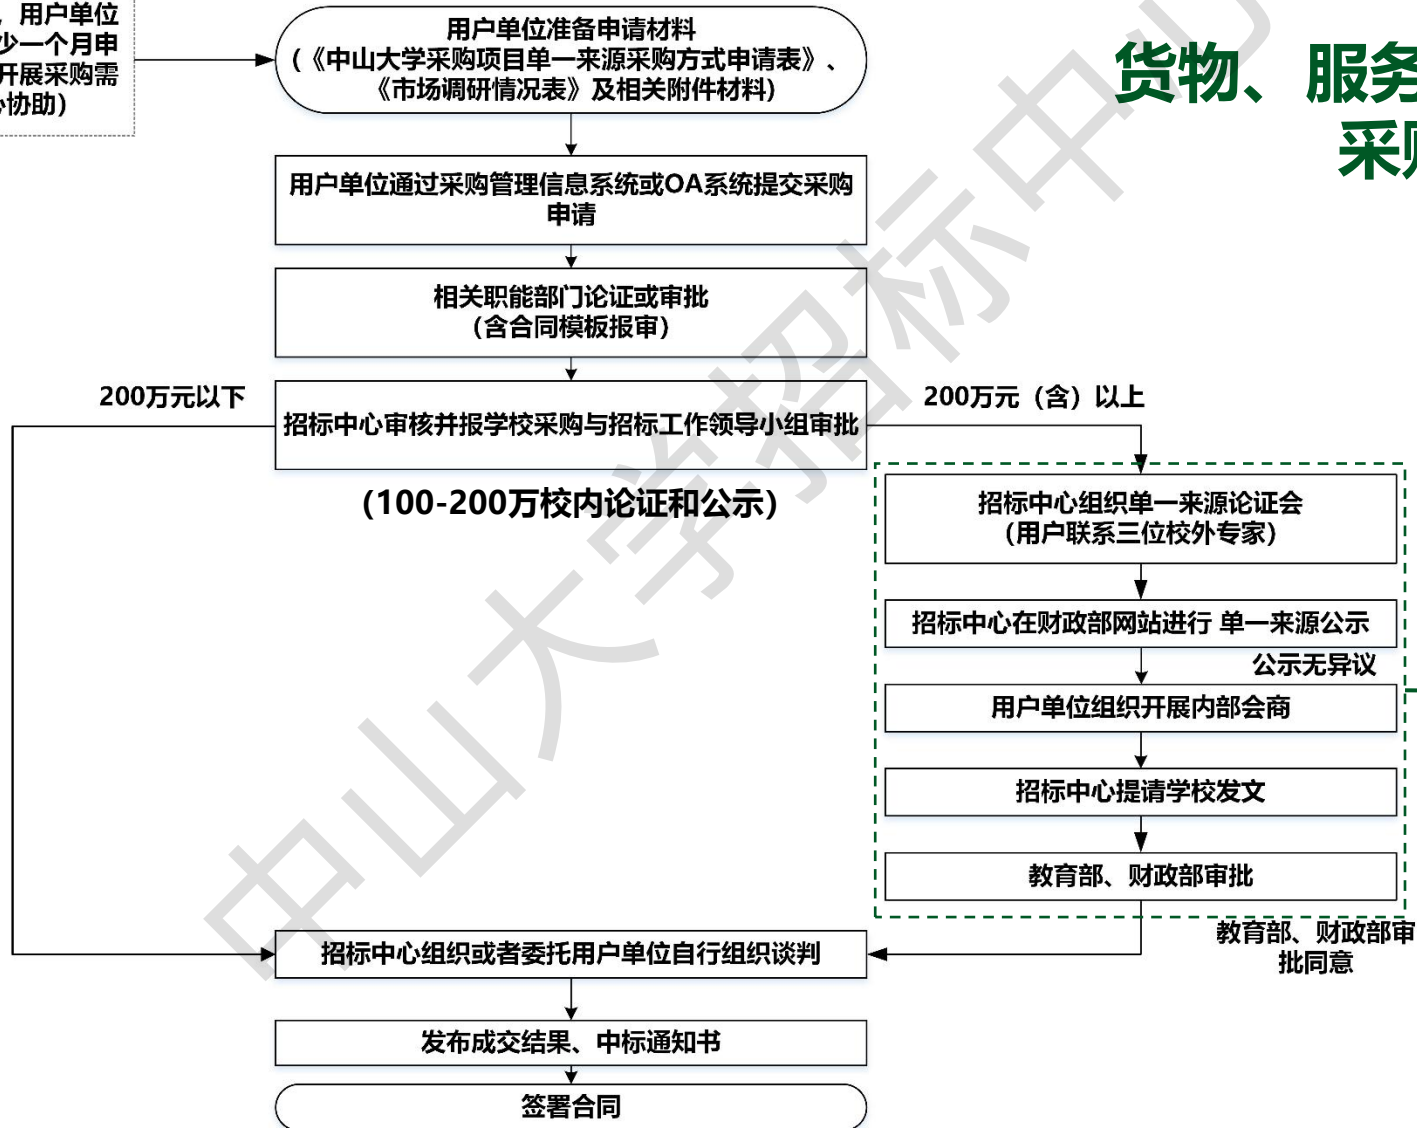 、用户单位
少一个月申
开展采购需
协助）
用户单位准备申请材料
（《中山大学采购项目单一来源采购方式申请表》、
《市场调研情况表》及相关附件材料）
货物、服务
采购
用户单位通过采购管理信息系统或OA系统提交采购
申请
相关职能部门论证或审批
（含合同模板报审）
200万元以下
招标中心审核并报学校采购与招标工作领导小组审批
200万元（含）以上
（100-200万校内论证和公示）
招标中心组织单一来源论证会
（用户联系三位校外专家）
招标中心在财政部网站进行 单一来源公示
公示无异议
用户单位组织开展内部会商
招标中心提请学校发文
教育部、财政部审批
教育部、财政部审
批同意
招标中心组织或者委托用户单位自行组织谈判
发布成交结果、中标通知书
签署合同
中山大学招标中心